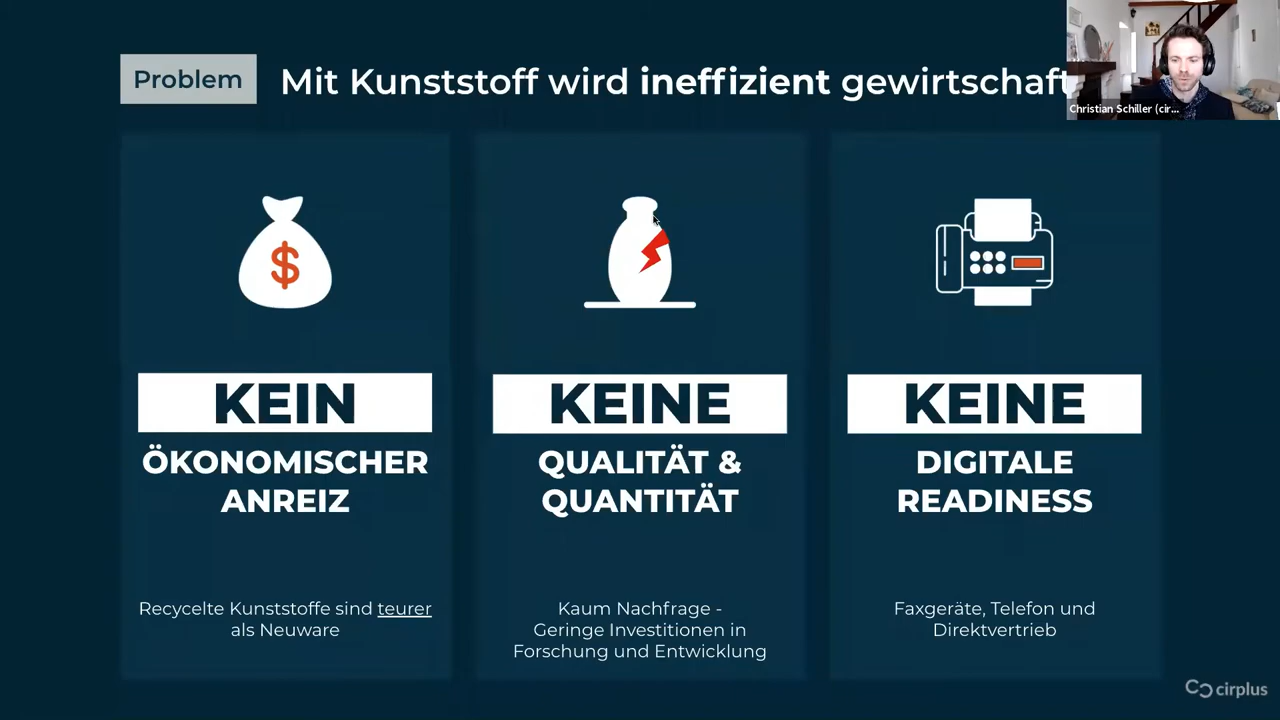 Problem
Mit Kunststoff wird ineffizient gewirtschaft
Christian Schiller (cir...
$
KEIN
ÖKONOMISCHER
ANREIZ
Recycelte Kunststoffe sind teurer
als Neuware
KEINE
QUALITÄT &
QUANTITÄT
Kaum Nachfrage -
Geringe Investitionen in
Forschung und Entwicklung
KEINE
DIGITALE
READINESS
Faxgeräte, Telefon und
Direktvertrieb
cirplus